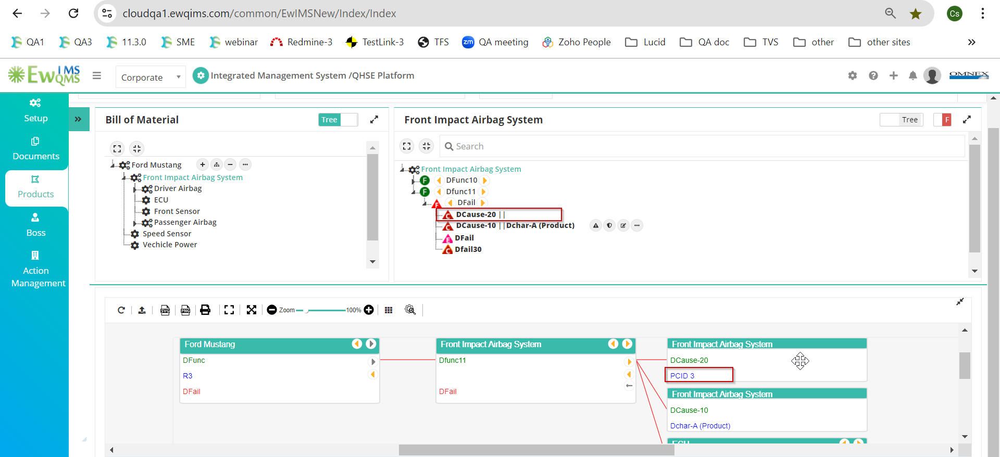 cloudqa1.ewqims.com/common/EwIMSNew/Index/Index
Cs
QA1 QA3 11.3.0 SME webinar Redmine-3 TestLink-3 TFS zm QA meeting Zoho People Lucid QA doc TVS other other sites
EwIMS QMS Corporate Integrated Management System /QHSE Platform OMNEX
Setup
Documents
Products
Boss
Action
Management
Bill of Material Tree
Ford Mustang
Front Impact Airbag System
Driver Airbag
ECU
Front Sensor
Passenger Airbag
Speed Sensor
Vechicle Power
Front Impact Airbag System Tree F
Search
Front Impact Airbag System
F DFunc10
F Dfunc11
F DFail
C DCause-20 ||
C DCause-10 ||Dchar-A (Product)
E DFail
C Dfail30
SVG PNG Zoom 100%
Ford Mustang
DFunc
R3
DFail
Front Impact Airbag System
Dfunc11
DFail
Front Impact Airbag System
DCause-20
PCID 3
Front Impact Airbag System
DCause-10
Dchar-A (Product)
ECU